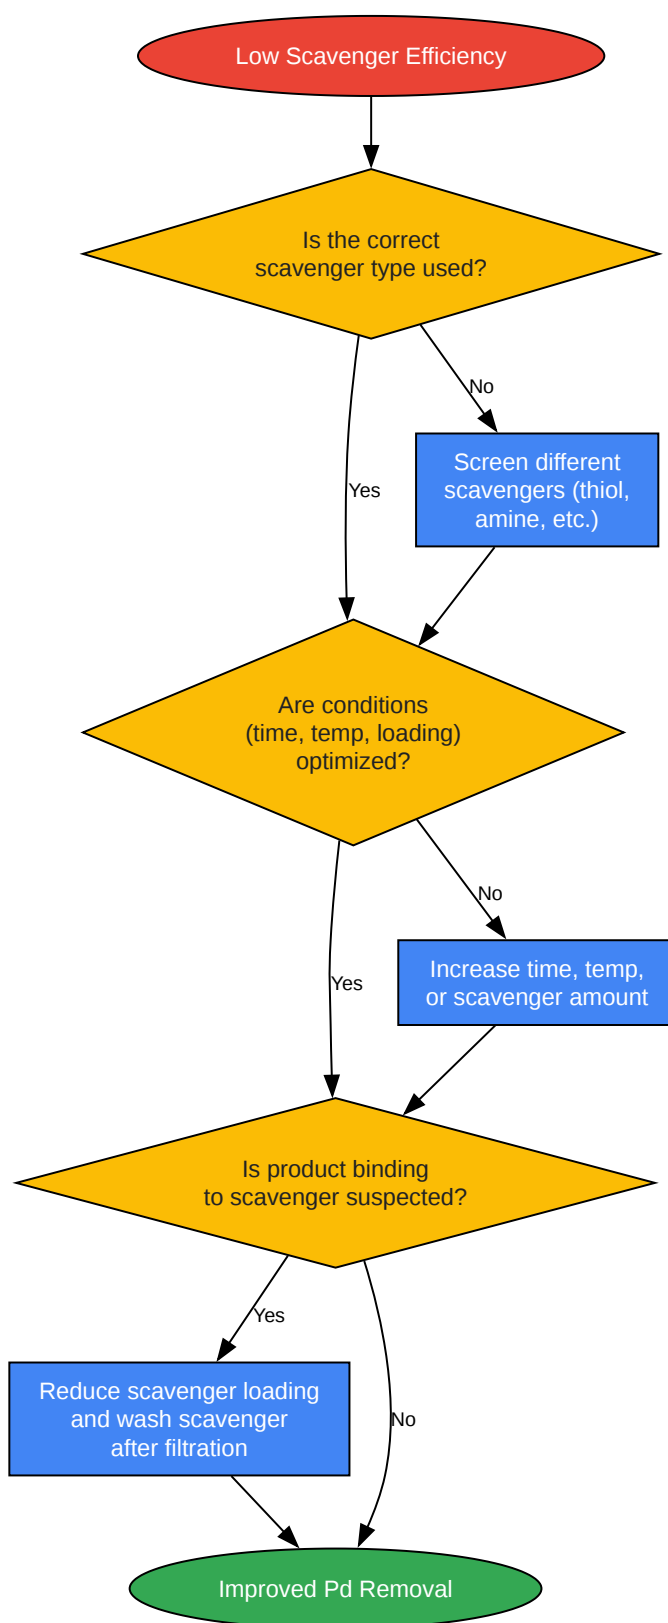 Low Scavenger Efficiency
Is the correct
scavenger type used?
No
Screen different
scavengers (thiol,
amine, etc.)
Yes
Are conditions
(time, temp, loading)
optimized?
No
Increase time, temp,
or scavenger amount
Yes
Is product binding
to scavenger suspected?
Yes
Reduce scavenger loading
and wash scavenger
after filtration
No
Improved Pd Removal